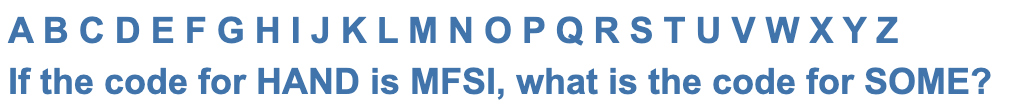 A B C D E F G H I J K L M N O P Q R S T U V W X Y Z
If the code for HAND is MFSI, what is the code for SOME?